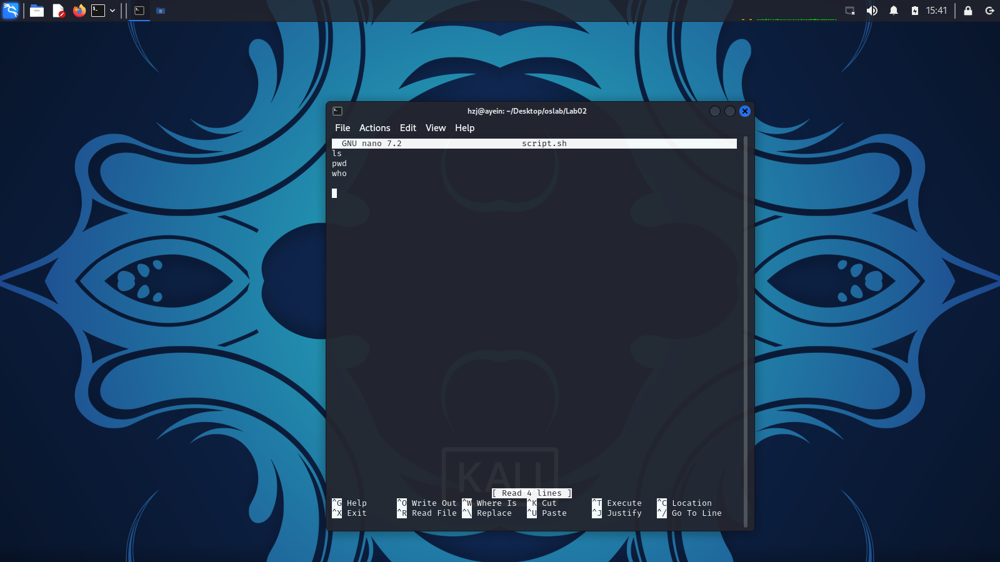 15:41
hzj@ayein: ~/Desktop/oslab/Lab02
File Actions Edit View Help
GNU nano 7.2 script.sh
ls
pwd
who
KALI
[ Read 4 lines ]
^G Help ^O Write Out ^W Where Is ^K Cut ^T Execute ^C Location
^X Exit ^R Read File ^\ Replace ^U Paste ^J Justify ^/ Go To Line